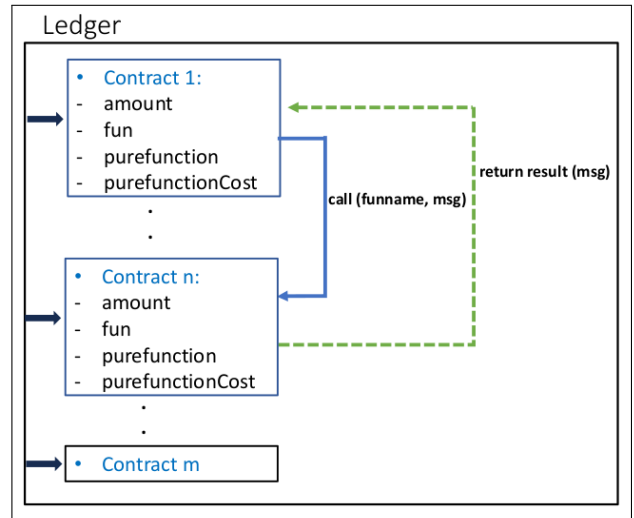 Ledger
• Contract 1:
- amount
- fun
- purefunction
- purefunctionCost
return result (msg)
call (funname, msg)
.
.
• Contract n:
- amount
- fun
- purefunction
- purefunctionCost
.
.
• Contract m